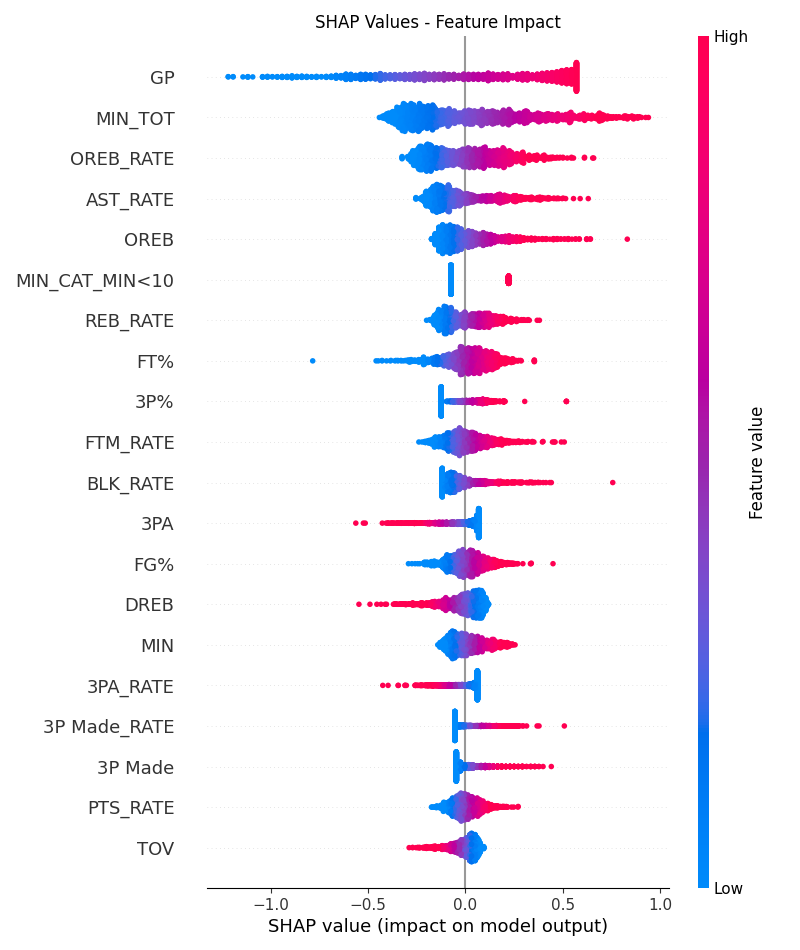 SHAP Values - Feature Impact
High
GP
MIN_TOT
OREB_RATE
AST_RATE
OREB
MIN_CAT_MIN<10
REB_RATE
FT%
3P%
FTM_RATE
BLK_RATE
3PA
FG%
DREB
MIN
3PA_RATE
3P Made_RATE
3P Made
PTS_RATE
TOV
Feature value
Low
−1.0 −0.5 0.0 0.5 1.0
SHAP value (impact on model output)